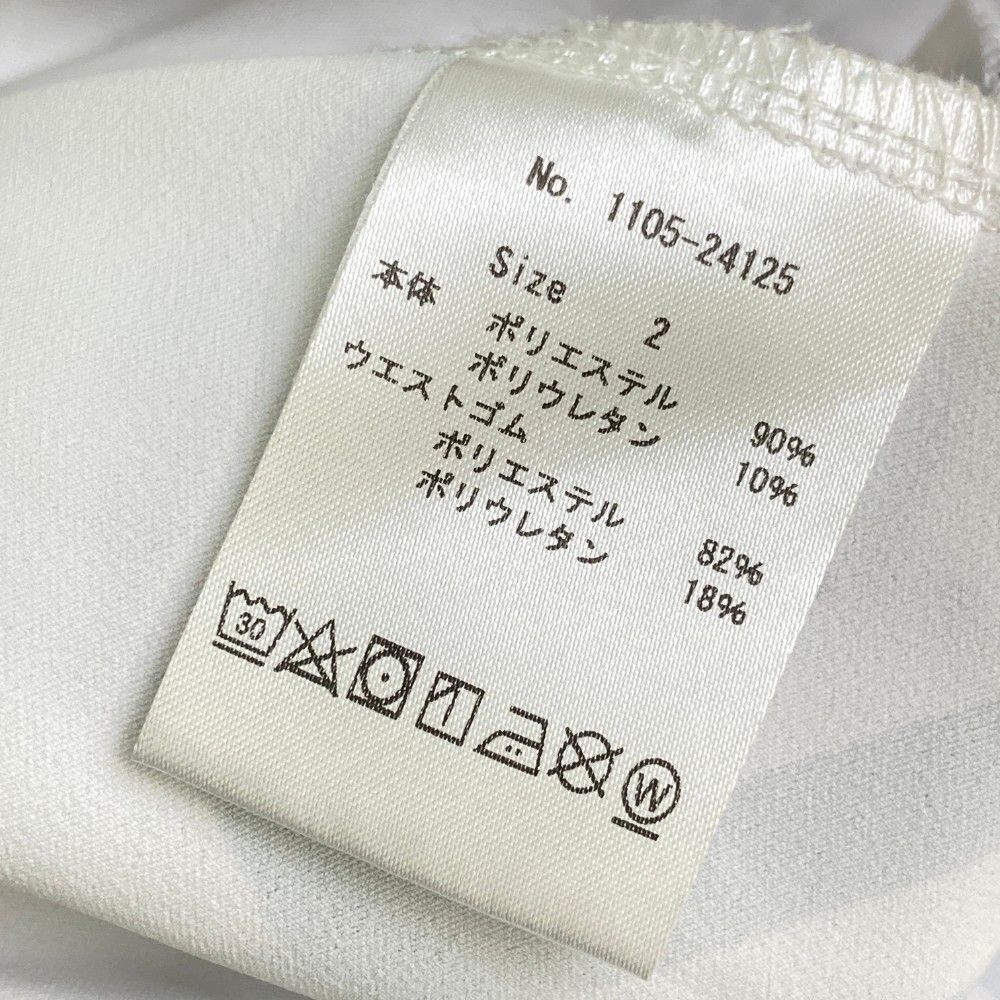 No. 1105-24125
Size 2
本体 ポリエステル 90%
ポリウレタン 10%
ウエストゴム
ポリエステル 82%
ポリウレタン 18%
30
W